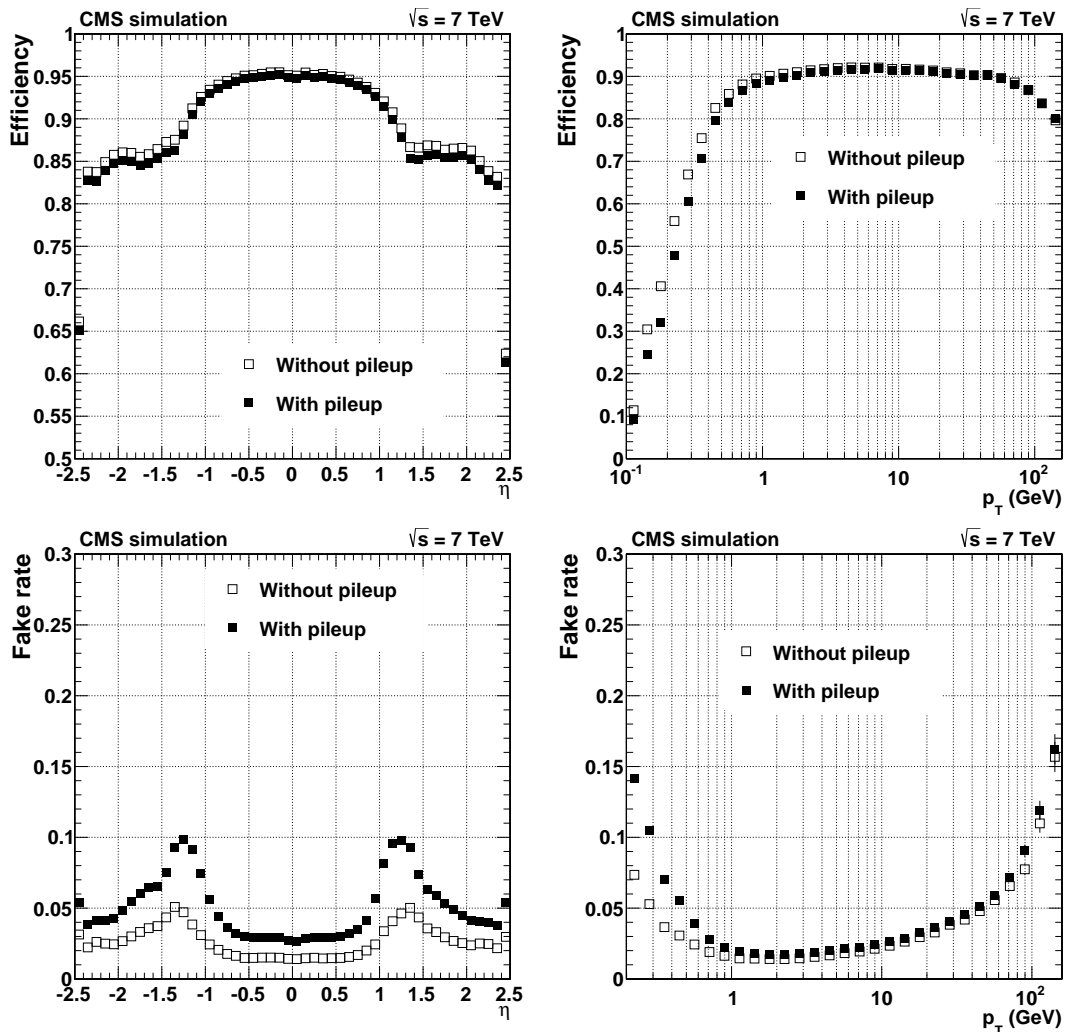 CMS simulation √s = 7 TeV
Efficiency
1
0.95
0.9
0.85
0.8
0.75
0.7
0.65
0.6
0.55
0.5
Without pileup
With pileup
-2.5 -2 -1.5 -1 -0.5 0 0.5 1 1.5 2 2.5
η
CMS simulation √s = 7 TeV
Efficiency
1
0.9
0.8
0.7
0.6
0.5
0.4
0.3
0.2
0.1
0
Without pileup
With pileup
10⁻¹ 1 10 10²
p_T (GeV)
CMS simulation √s = 7 TeV
Fake rate
0.3
0.25
0.2
0.15
0.1
0.05
0
Without pileup
With pileup
-2.5 -2 -1.5 -1 -0.5 0 0.5 1 1.5 2 2.5
η
CMS simulation √s = 7 TeV
Fake rate
0.3
0.25
0.2
0.15
0.1
0.05
0
Without pileup
With pileup
1 10 10²
p_T (GeV)